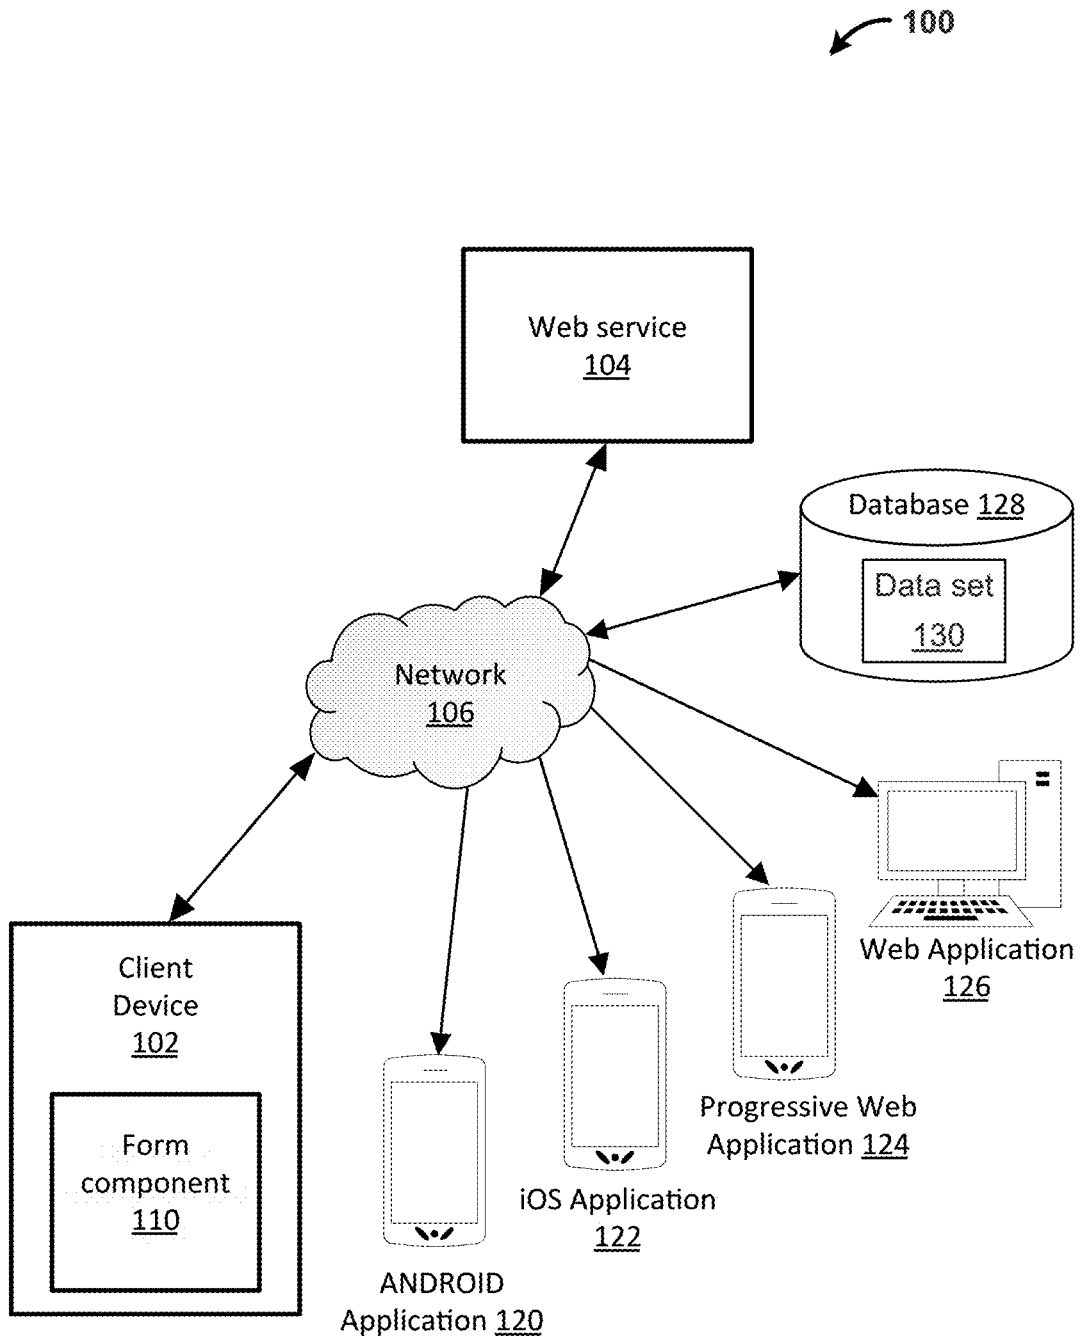 100
Web service
104
Database 128
Data set
130
Network
106
Client
Device
102
Form
component
110
Web Application
126
Progressive Web
Application 124
iOS Application
122
ANDROID
Application 120